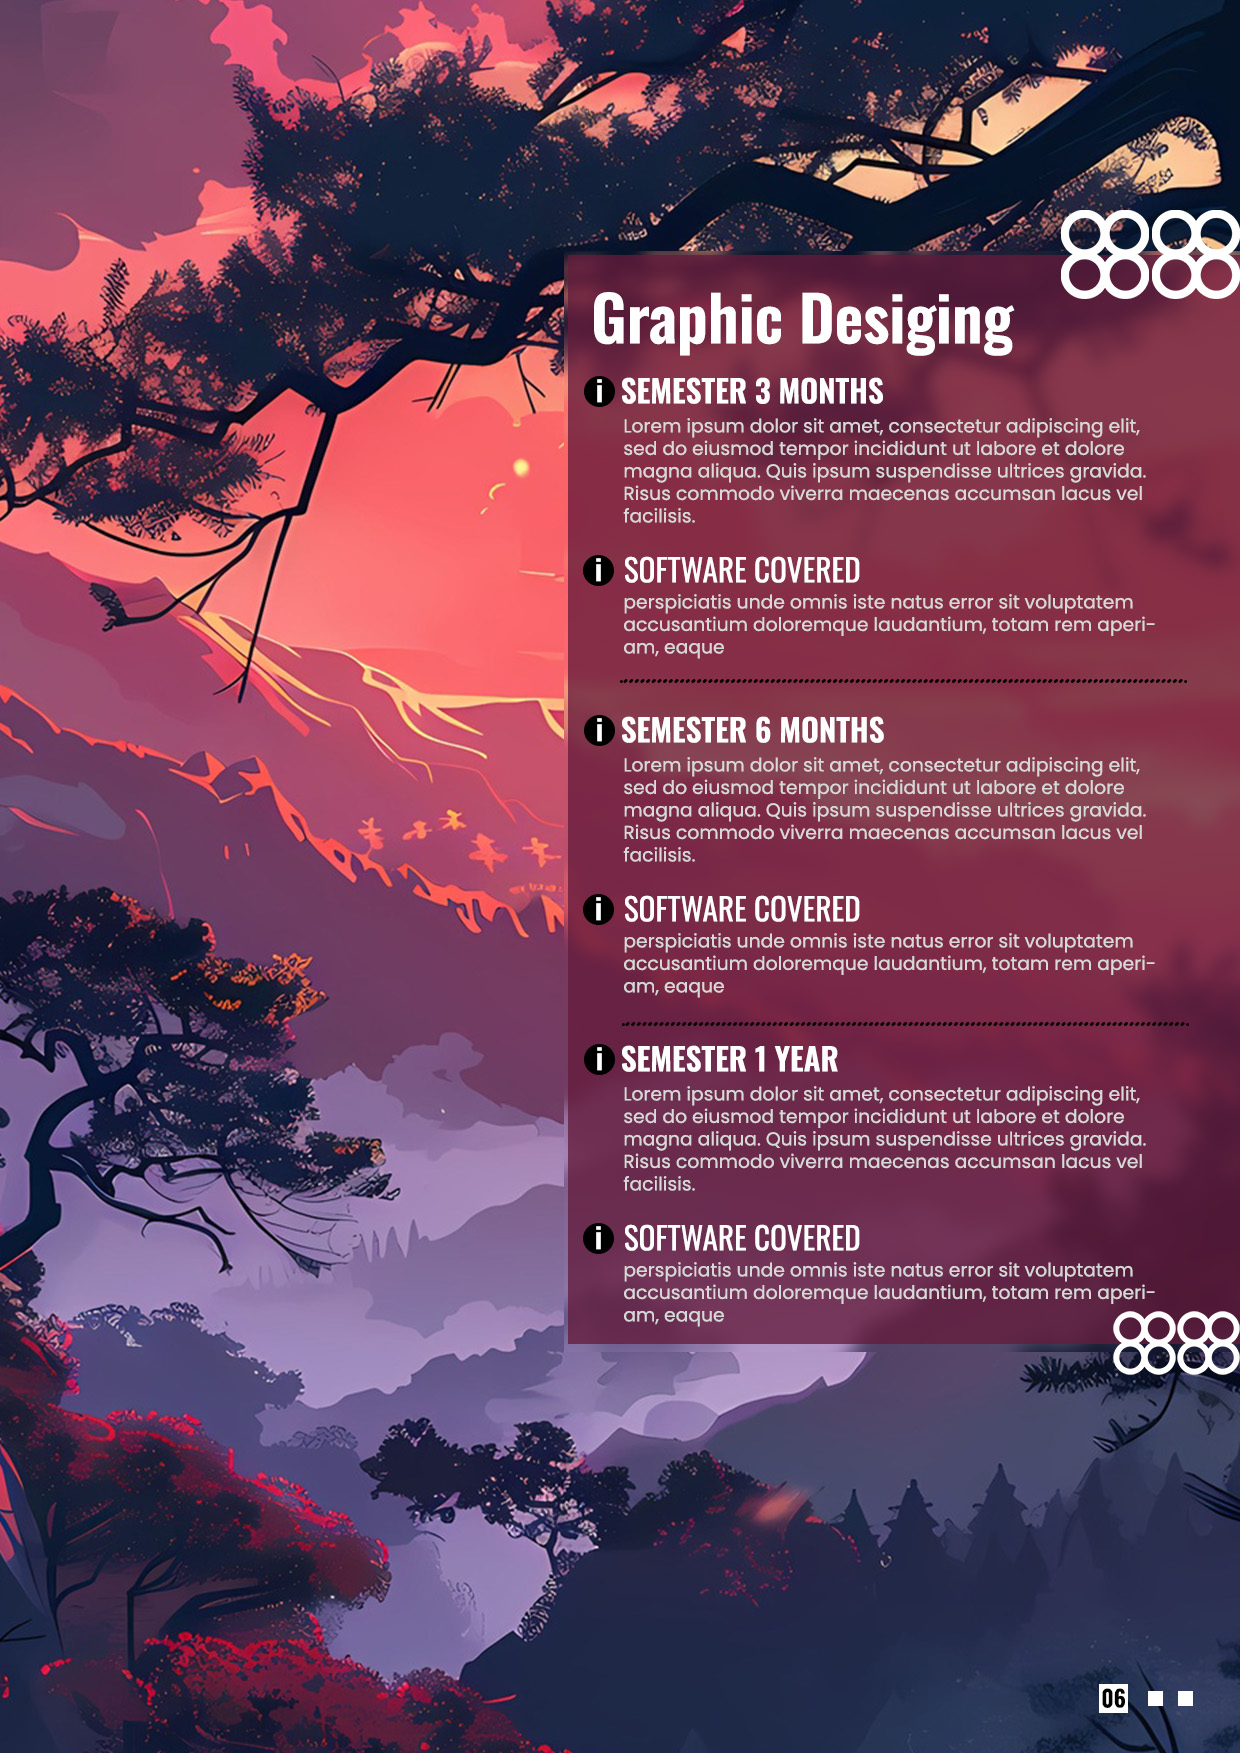 Graphic Desiging
i SEMESTER 3 MONTHS
Lorem ipsum dolor sit amet, consectetur adipiscing elit,
sed do eiusmod tempor incididunt ut labore et dolore
magna aliqua. Quis ipsum suspendisse ultrices gravida.
Risus commodo viverra maecenas accumsan lacus vel
facilisis.
i SOFTWARE COVERED
perspiciatis unde omnis iste natus error sit voluptatem
accusantium doloremque laudantium, totam rem aperi-
am, eaque
i SEMESTER 6 MONTHS
Lorem ipsum dolor sit amet, consectetur adipiscing elit,
sed do eiusmod tempor incididunt ut labore et dolore
magna aliqua. Quis ipsum suspendisse ultrices gravida.
Risus commodo viverra maecenas accumsan lacus vel
facilisis.
i SOFTWARE COVERED
perspiciatis unde omnis iste natus error sit voluptatem
accusantium doloremque laudantium, totam rem aperi-
am, eaque
i SEMESTER 1 YEAR
Lorem ipsum dolor sit amet, consectetur adipiscing elit,
sed do eiusmod tempor incididunt ut labore et dolore
magna aliqua. Quis ipsum suspendisse ultrices gravida.
Risus commodo viverra maecenas accumsan lacus vel
facilisis.
i SOFTWARE COVERED
perspiciatis unde omnis iste natus error sit voluptatem
accusantium doloremque laudantium, totam rem aperi-
am, eaque
06